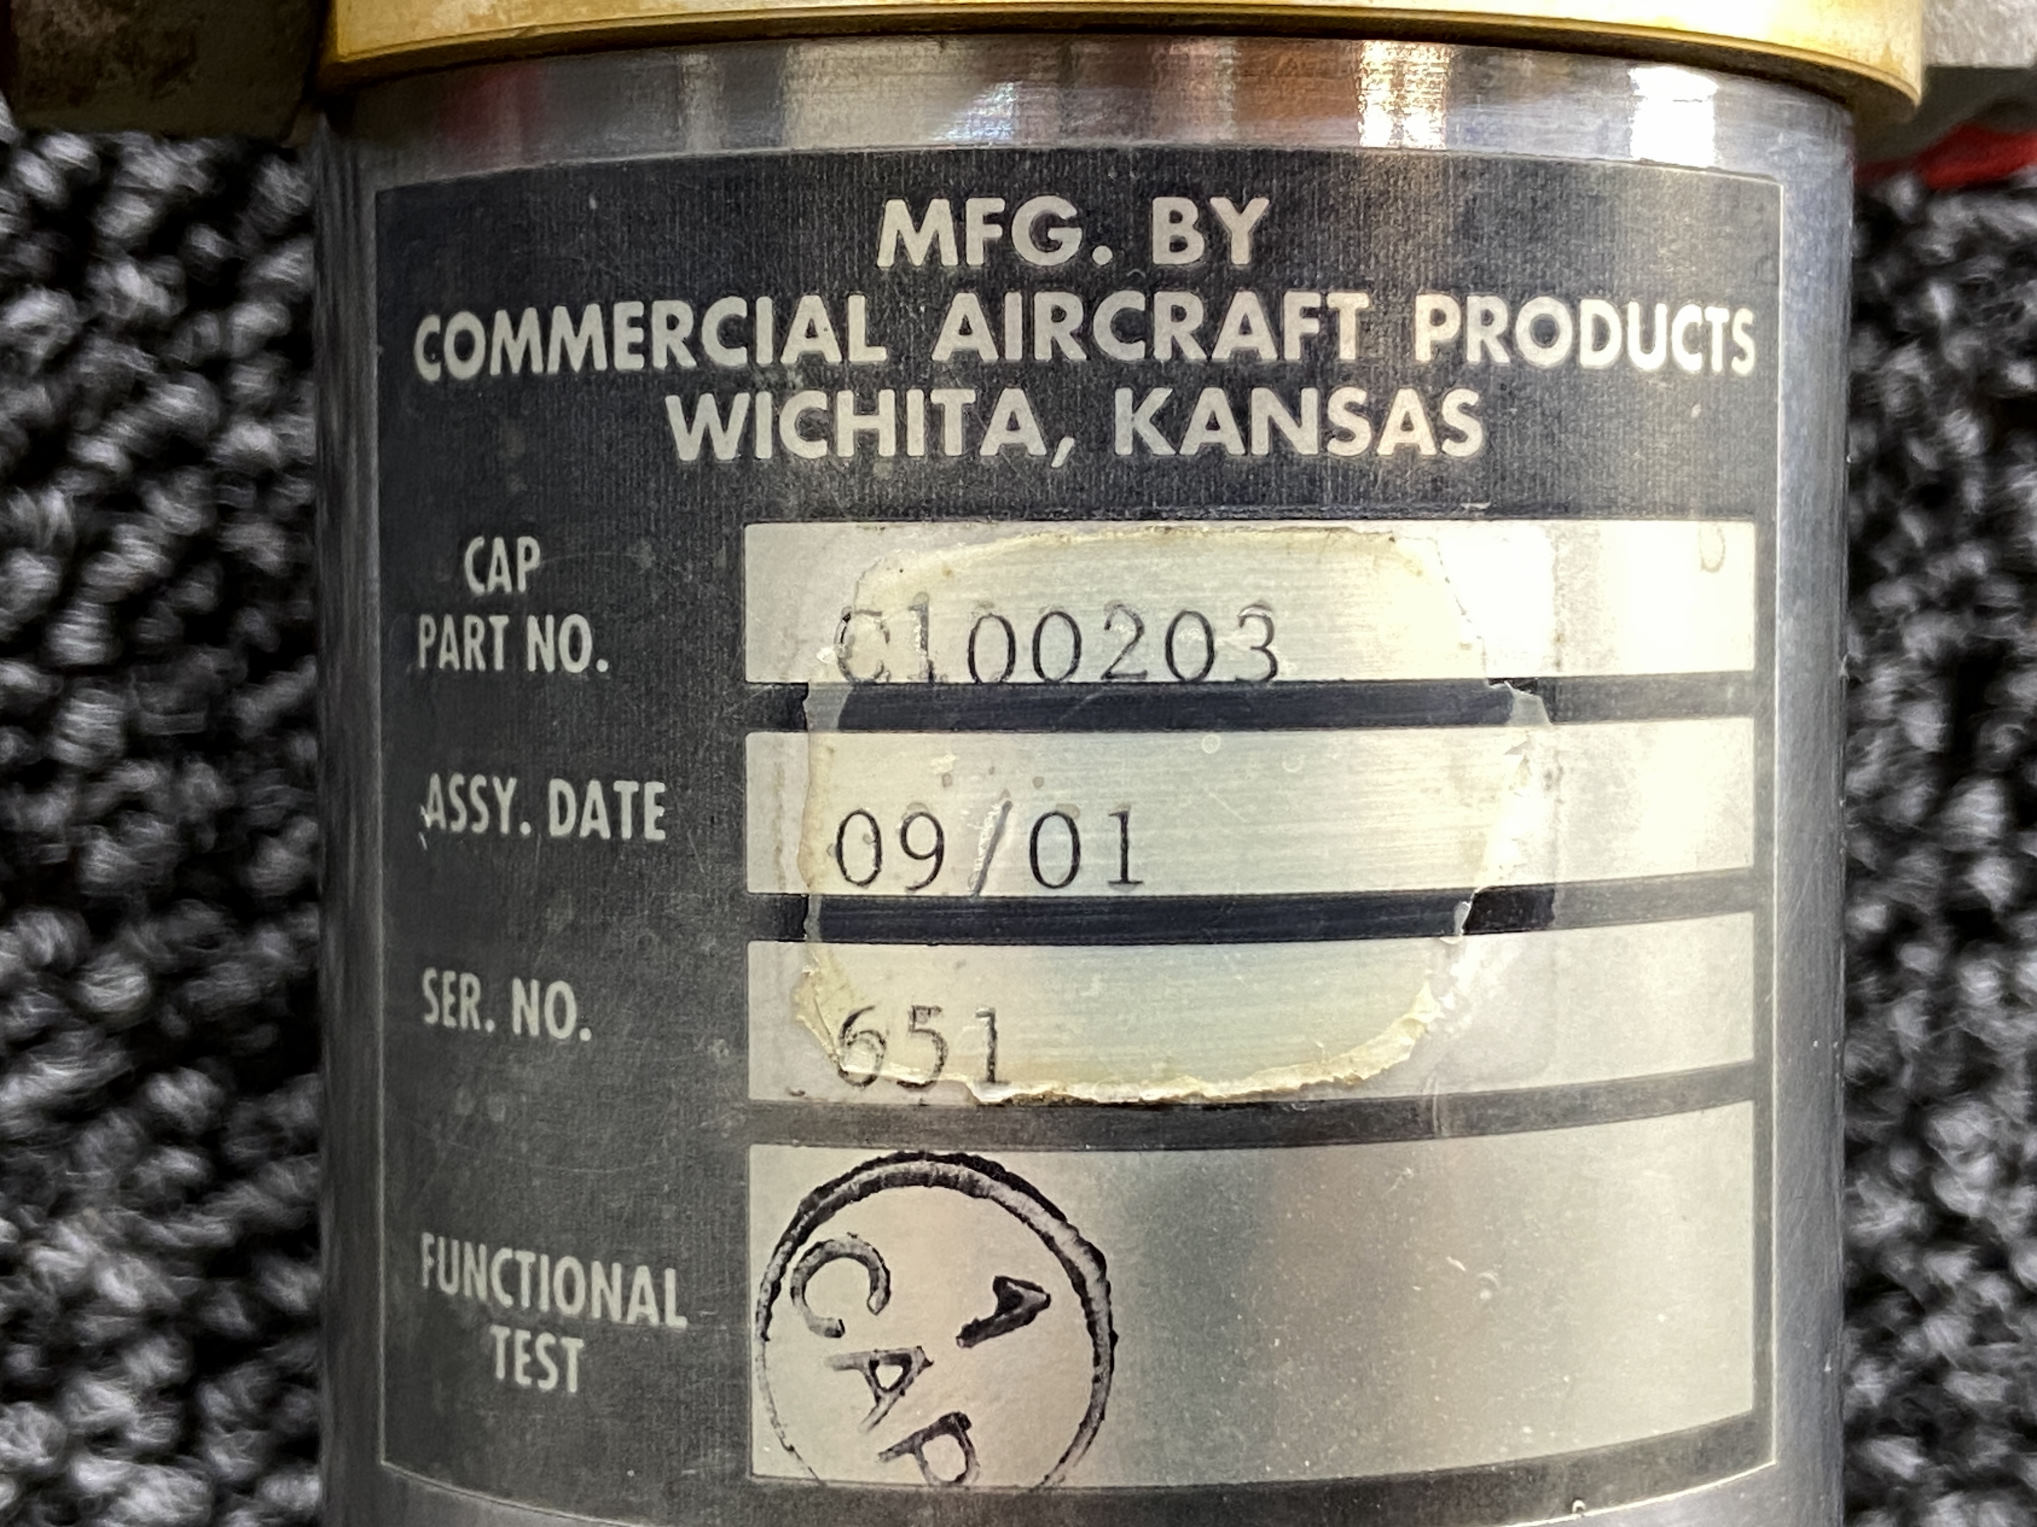 MFG. BY
COMMERCIAL AIRCRAFT PRODUCTS
WICHITA, KANSAS
CAP
PART NO.
C100203
ASSY. DATE
09/01
SER. NO.
651
FUNCTIONAL
TEST
CAP